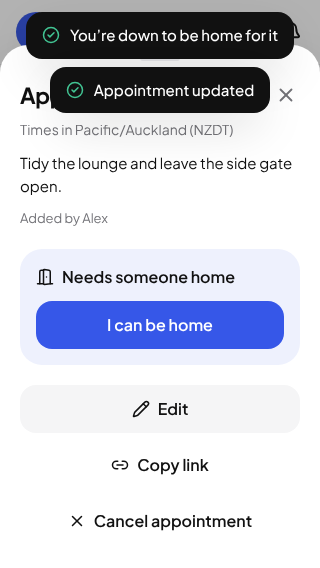 You’re down to be home for it
Appointment updated
Times in Pacific/Auckland (NZDT)
Tidy the lounge and leave the side gate
open.
Added by Alex
Needs someone home
I can be home
Edit
Copy link
Cancel appointment